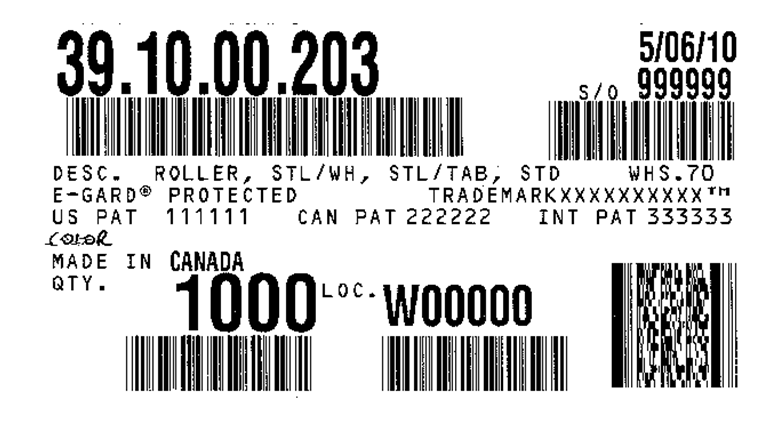 39.10.00.203 5/06/10
S/O 999999
DESC. ROLLER, STL/WH, STL/TAB, STD WHS.70
E-GARD® PROTECTED TRADEMARKXXXXXXXXXX™
US PAT 111111 CAN PAT 222222 INT PAT 333333
COLOR
MADE IN CANADA
QTY. 1000 LOC. W00000